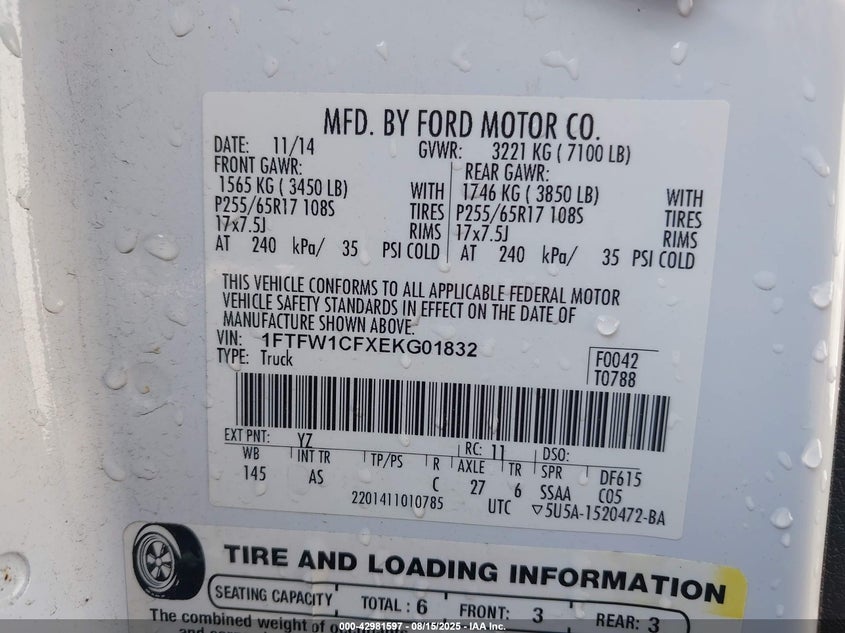 MFD. BY FORD MOTOR CO.
DATE: 11/14 GVWR: 3221 KG ( 7100 LB)
FRONT GAWR: REAR GAWR:
1565 KG ( 3450 LB) WITH 1746 KG ( 3850 LB) WITH
P255/65R17 108S TIRES P255/65R17 108S TIRES
17x7.5J RIMS 17x7.5J RIMS
AT 240 kPa/ 35 PSI COLD AT 240 kPa/ 35 PSI COLD
THIS VEHICLE CONFORMS TO ALL APPLICABLE FEDERAL MOTOR
VEHICLE SAFETY STANDARDS IN EFFECT ON THE DATE OF
MANUFACTURE SHOWN ABOVE.
VIN: 1FTFW1CFXEKG01832
TYPE: Truck F0042
T0788
EXT PNT: YZ RC: 11 DSO:
WB INT TR TP/PS R AXLE TR SPR DF615
145 AS C 27 6 SSAA C05
2201411010785 UTC ▽5U5A-1520472-BA
TIRE AND LOADING INFORMATION
SEATING CAPACITY TOTAL : 6 FRONT: 3 REAR: 3
The combined weight of
000-42981597 - 08/15/2025 - IAA Inc.